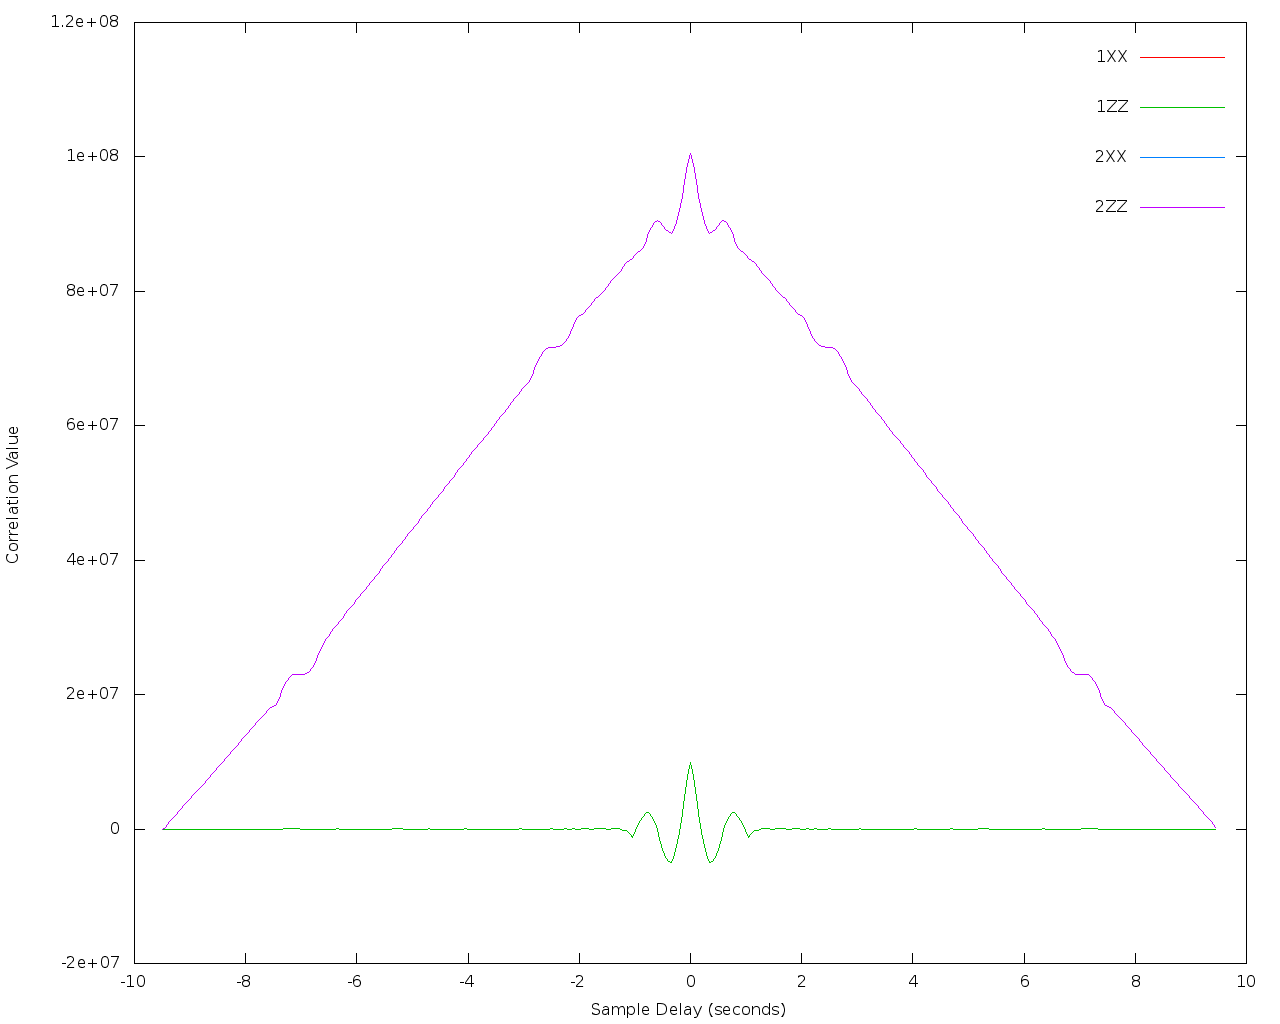 1.2e+08
1e+08
8e+07
6e+07
4e+07
2e+07
0
-2e+07
-10
-8
-6
-4
-2
0
2
4
6
8
10
Correlation Value
Sample Delay (seconds)
1XX
1ZZ
2XX
2ZZ